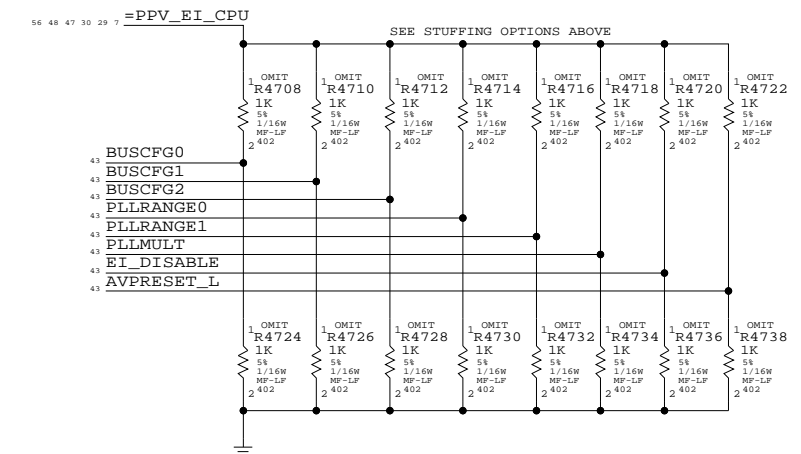 56 48 47 30 29 7 =PPV_EI_CPU
SEE STUFFING OPTIONS ABOVE
1 OMIT 1 OMIT 1 OMIT 1 OMIT 1 OMIT 1 OMIT 1 OMIT 1 OMIT
R4708 R4710 R4712 R4714 R4716 R4718 R4720 R4722
1K 1K 1K 1K 1K 1K 1K 1K
5% 5% 5% 5% 5% 5% 5% 5%
1/16W 1/16W 1/16W 1/16W 1/16W 1/16W 1/16W 1/16W
MF-LF MF-LF MF-LF MF-LF MF-LF MF-LF MF-LF MF-LF
2 402 2 402 2 402 2 402 2 402 2 402 2 402 2 402
43 BUSCFG0
43 BUSCFG1
43 BUSCFG2
43 PLLRANGE0
43 PLLRANGE1
43 PLLMULT
43 EI_DISABLE
43 AVPRESET_L
1 OMIT 1 OMIT 1 OMIT 1 OMIT 1 OMIT 1 OMIT 1 OMIT 1 OMIT
R4724 R4726 R4728 R4730 R4732 R4734 R4736 R4738
1K 1K 1K 1K 1K 1K 1K 1K
5% 5% 5% 5% 5% 5% 5% 5%
1/16W 1/16W 1/16W 1/16W 1/16W 1/16W 1/16W 1/16W
MF-LF MF-LF MF-LF MF-LF MF-LF MF-LF MF-LF MF-LF
2 402 2 402 2 402 2 402 2 402 2 402 2 402 2 402